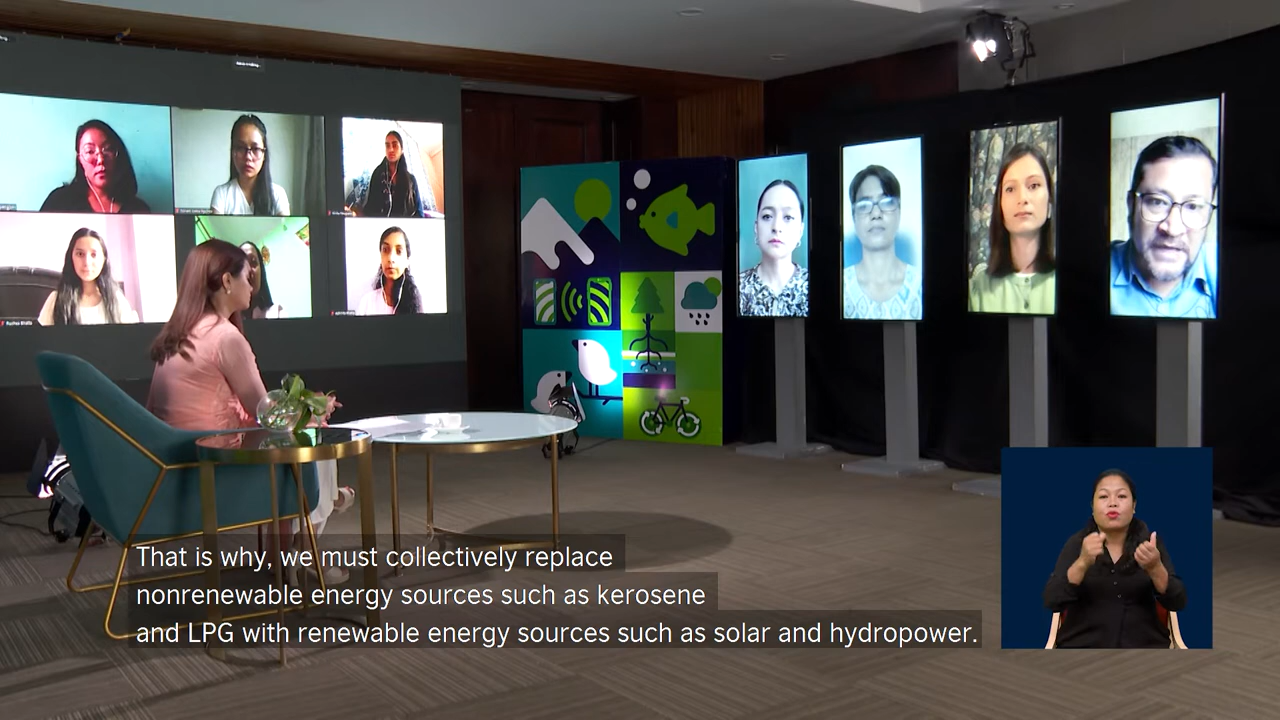 That is why, we must collectively replace
nonrenewable energy sources such as kerosene
and LPG with renewable energy sources such as solar and hydropower.